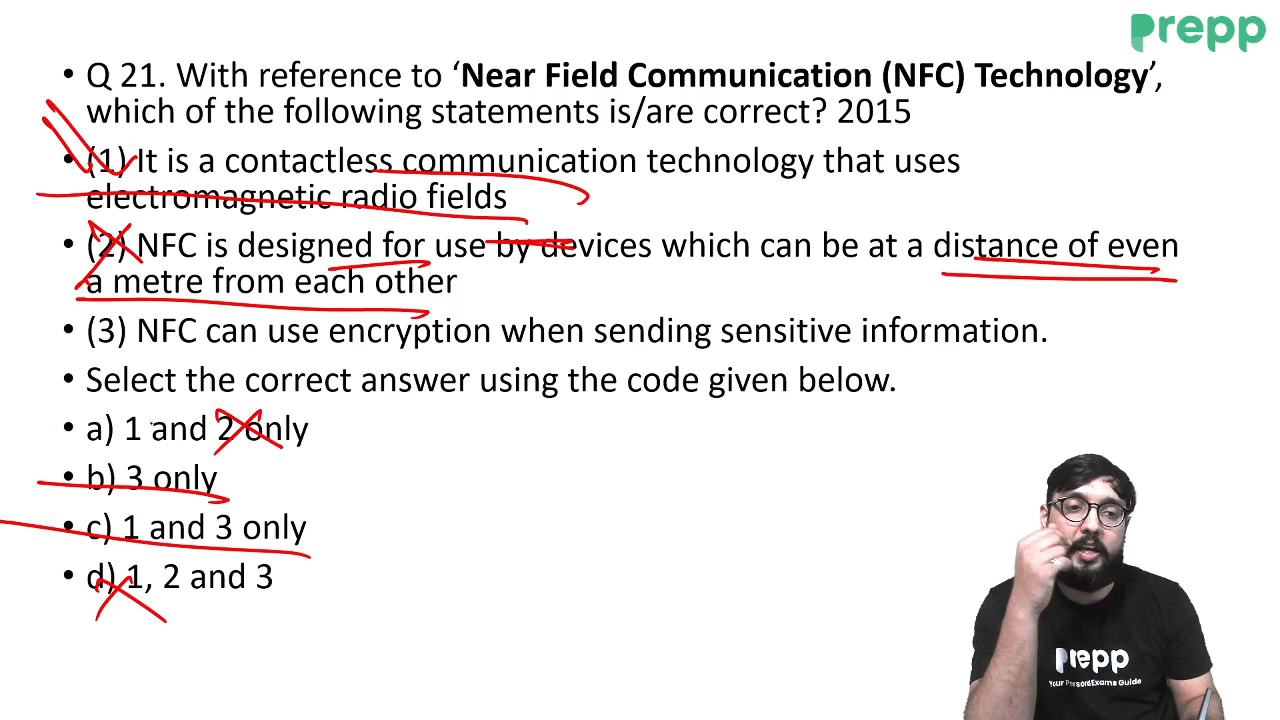 prepp
• Q 21. With reference to ‘Near Field Communication (NFC) Technology’,
which of the following statements is/are correct? 2015
• (1) It is a contactless communication technology that uses
electromagnetic radio fields
• (2) NFC is designed for use by devices which can be at a distance of even
a metre from each other
• (3) NFC can use encryption when sending sensitive information.
• Select the correct answer using the code given below.
• a) 1 and 2 only
• b) 3 only
• c) 1 and 3 only
• d) 1, 2 and 3
prepp
Your Personal Exams Guide